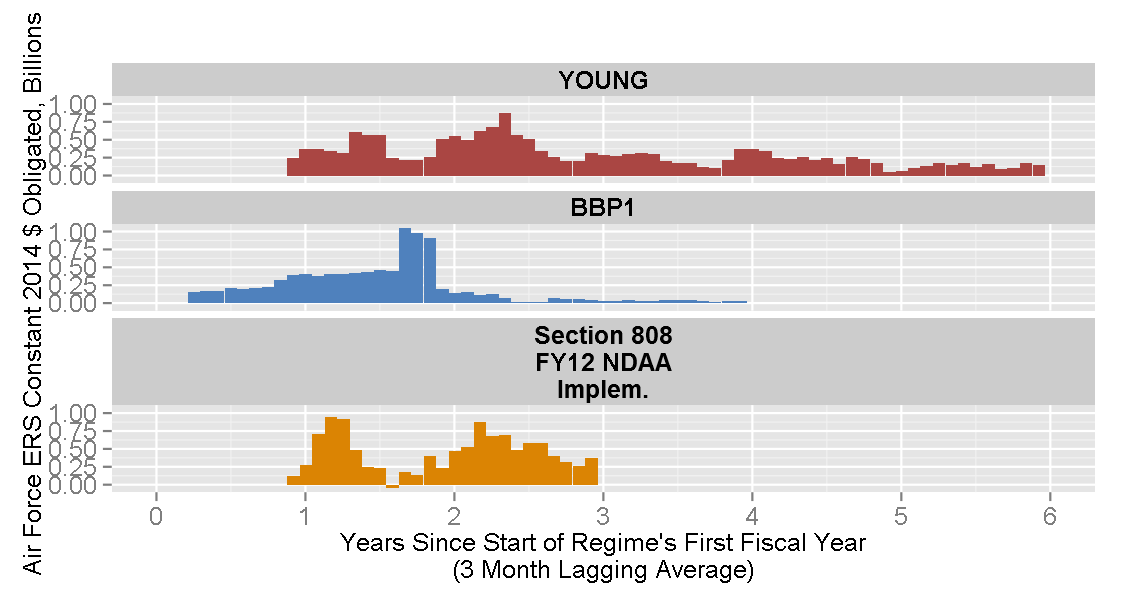 Air Force ERS Constant 2014 $ Obligated, Billions
YOUNG
1.00
0.75
0.50
0.25
0.00
BBP1
1.00
0.75
0.50
0.25
0.00
Section 808
FY12 NDAA
Implem.
1.00
0.75
0.50
0.25
0.00
0 1 2 3 4 5 6
Years Since Start of Regime's First Fiscal Year
(3 Month Lagging Average)